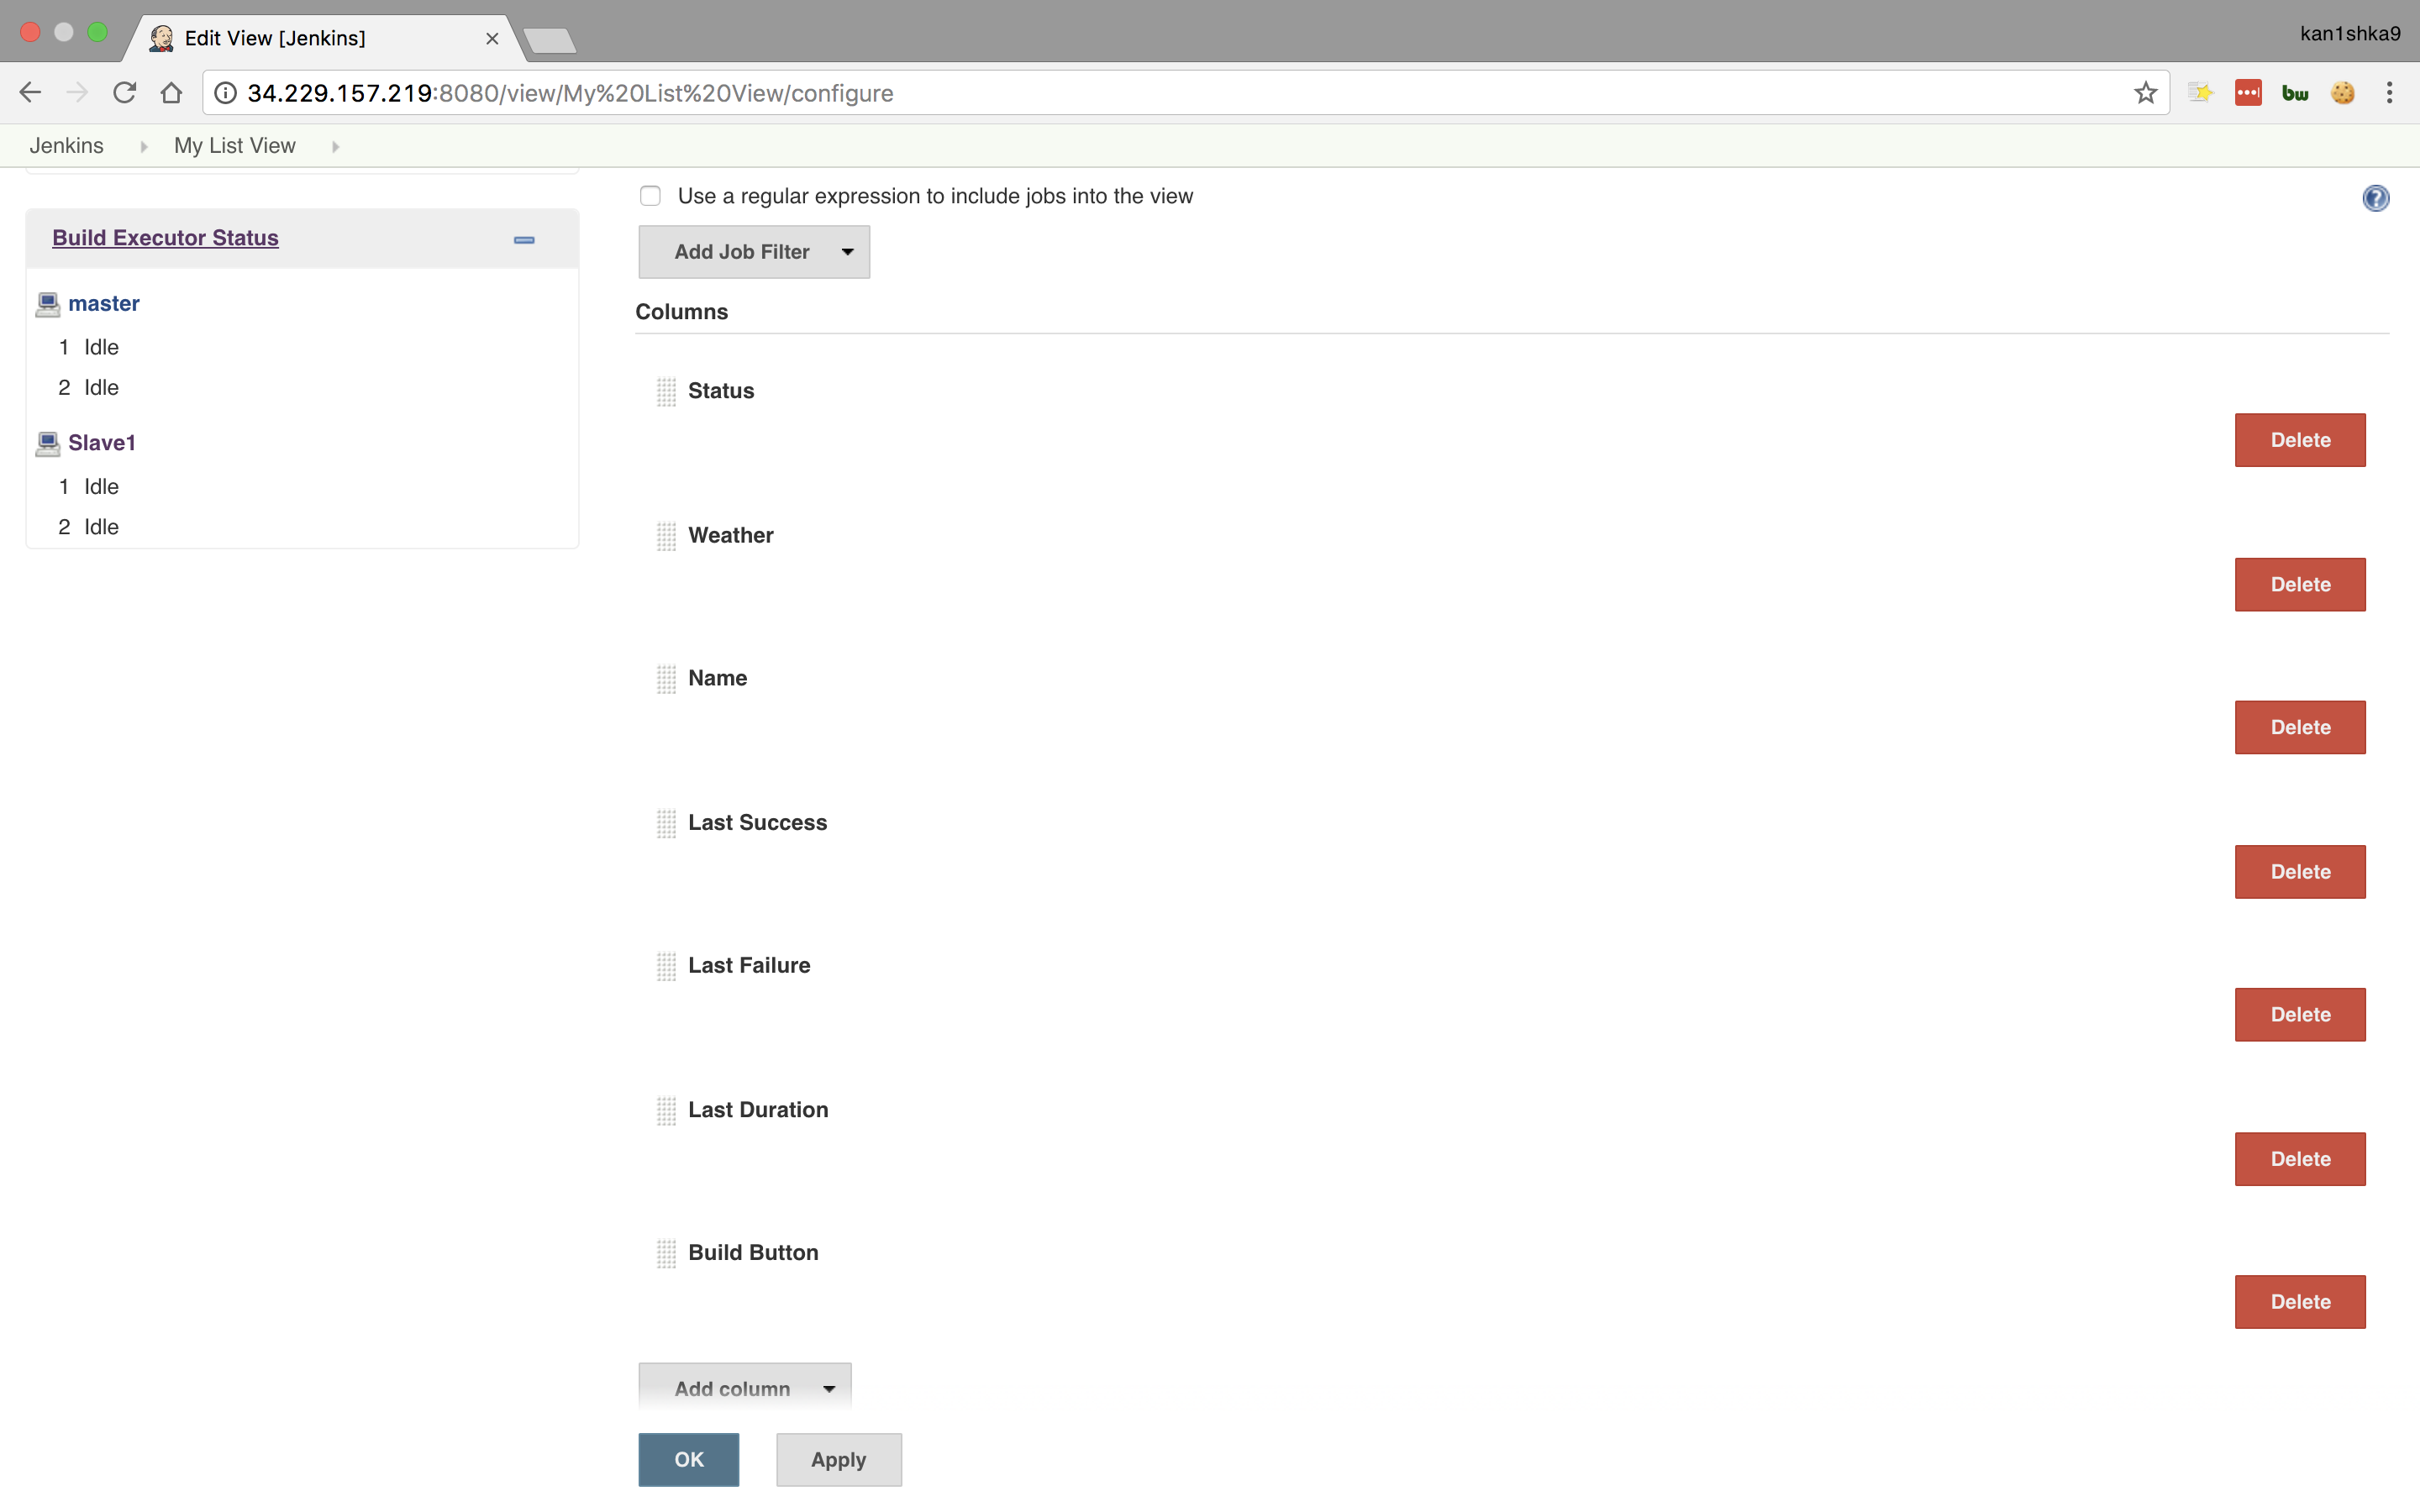 Edit View [Jenkins]
kan1shka9
34.229.157.219:8080/view/My%20List%20View/configure
bw
Jenkins
My List View
Use a regular expression to include jobs into the view
Build Executor Status
Add Job Filter
master
Columns
1 Idle
2 Idle
Status
Slave1
Delete
1 Idle
2 Idle
Weather
Delete
Name
Delete
Last Success
Delete
Last Failure
Delete
Last Duration
Delete
Build Button
Delete
Add column
OK
Apply